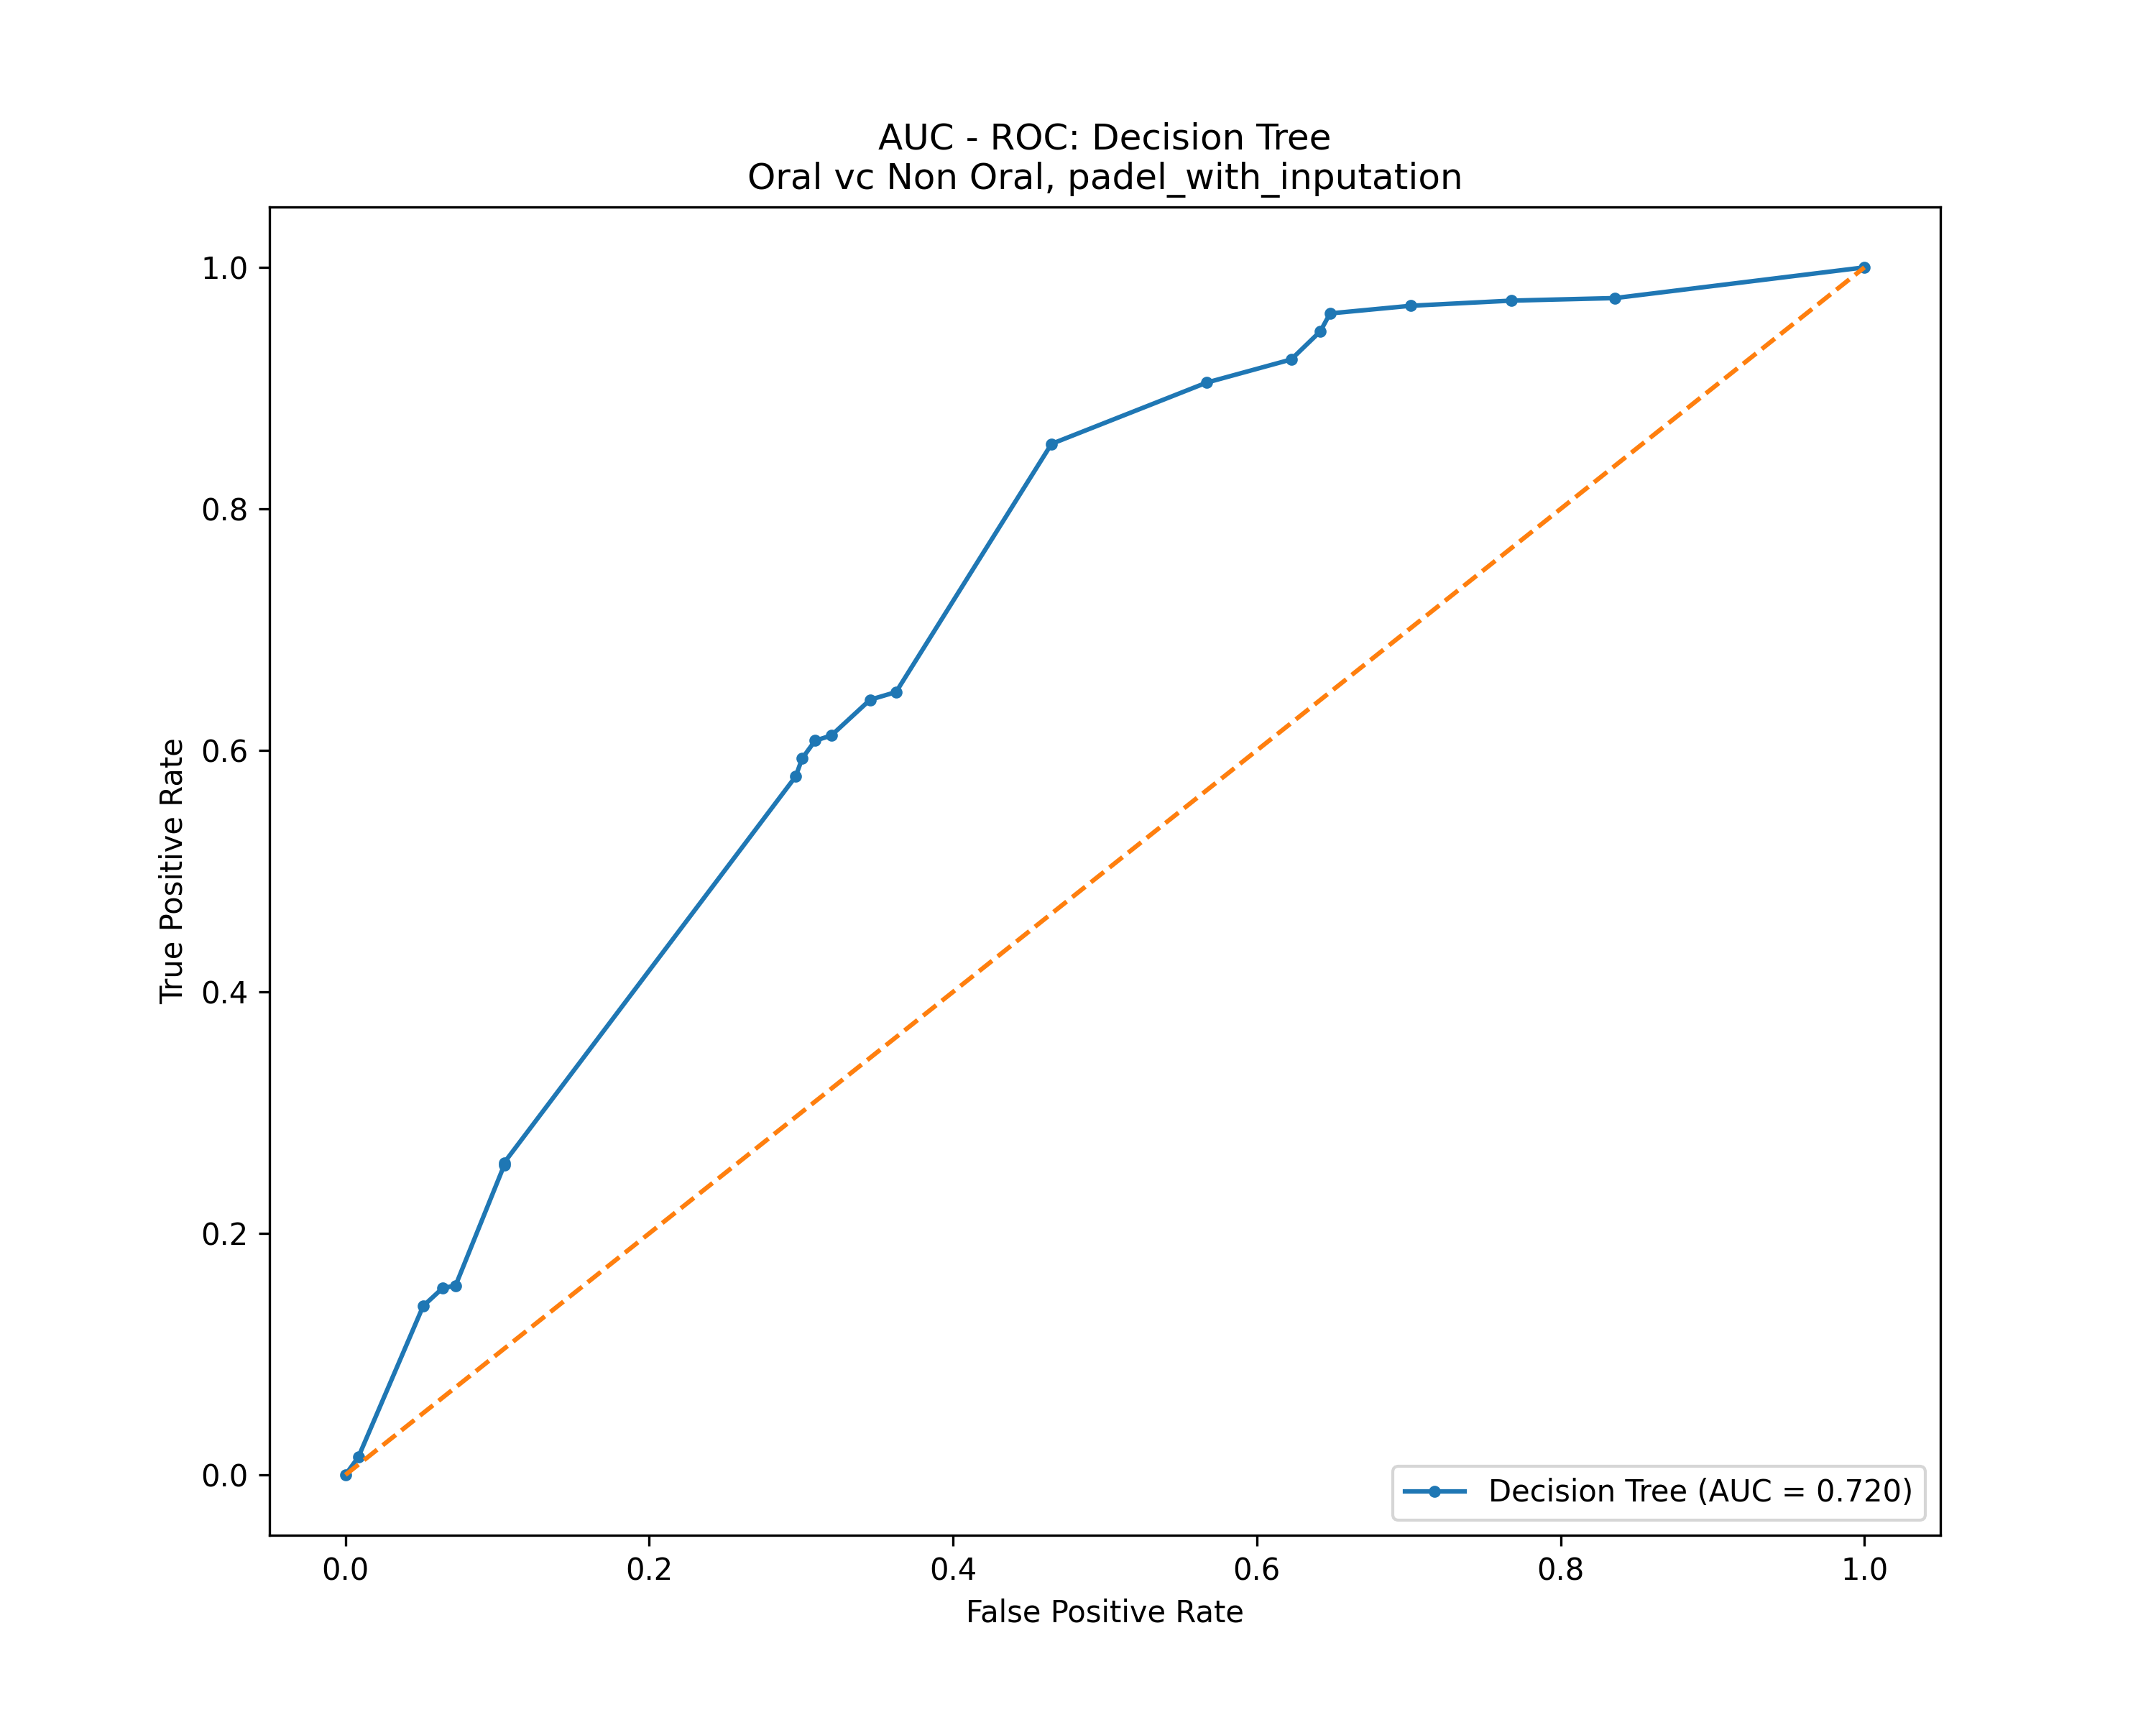 AUC - ROC: Decision Tree
Oral vc Non Oral, padel_with_inputation
True Positive Rate
1.0
0.8
0.6
0.4
0.2
0.0
0.0 0.2 0.4 0.6 0.8 1.0
False Positive Rate
Decision Tree (AUC = 0.720)